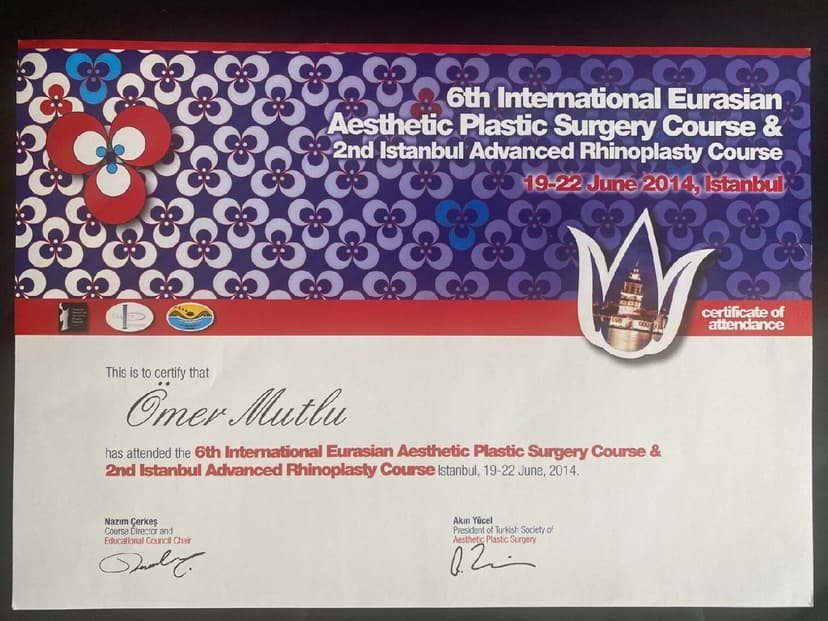 6th International Eurasian
Aesthetic Plastic Surgery Course &
2nd Istanbul Advanced Rhinoplasty Course
19-22 June 2014, Istanbul
certificate of
attendance
This is to certify that
Ömer Mutlu
has attended the 6th International Eurasian Aesthetic Plastic Surgery Course &
2nd Istanbul Advanced Rhinoplasty Course Istanbul, 19-22 June, 2014.
Nazım Çerkeş
Course Director and
Educational Council Chair
Akın Yücel
President of Turkish Society of
Aesthetic Plastic Surgery